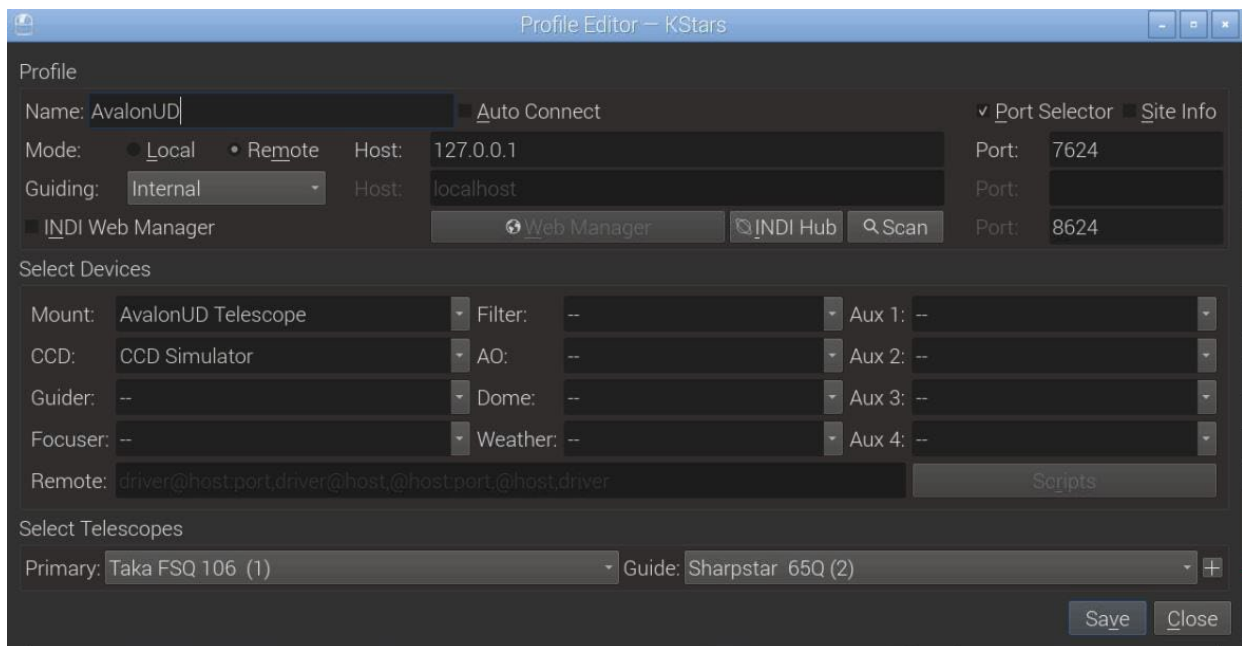 Profile Editor — KStars
Profile
Name: AvalonUD Auto Connect Port Selector Site Info
Mode: Local Remote Host: 127.0.0.1 Port: 7624
Guiding: Internal Host: localhost Port:
INDI Web Manager Web Manager INDI Hub Scan Port: 8624
Select Devices
Mount: AvalonUD Telescope Filter: -- Aux 1: --
CCD: CCD Simulator AO: -- Aux 2: --
Guider: -- Dome: -- Aux 3: --
Focuser: -- Weather: -- Aux 4: --
Remote: driver@host:port,driver@host,@host:port,@host,driver Scripts
Select Telescopes
Primary: Taka FSQ 106 (1) Guide: Sharpstar 65Q (2) +
Save Close